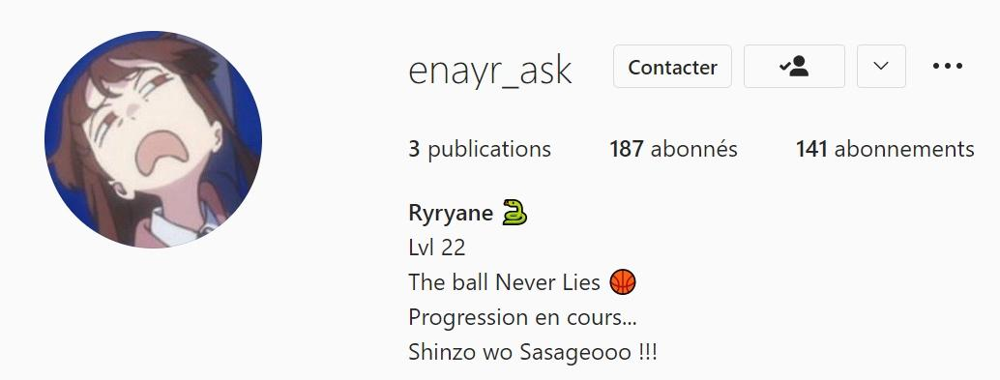 enayr_ask Contacter
3 publications 187 abonnés 141 abonnements
Ryryane 🐍
Lvl 22
The ball Never Lies 🏀
Progression en cours...
Shinzo wo Sasageooo !!!